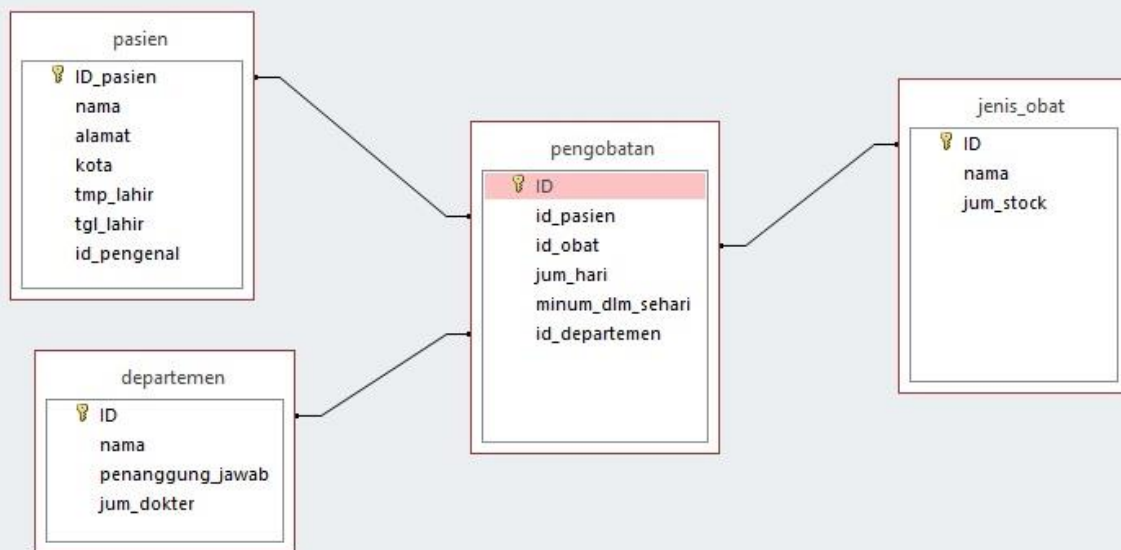 pasien
ID_pasien
nama
alamat
kota
tmp_lahir
tgl_lahir
id_pengenal
departemen
ID
nama
penanggung_jawab
jum_dokter
pengobatan
ID
id_pasien
id_obat
jum_hari
minum_dlm_sehari
id_departemen
jenis_obat
ID
nama
jum_stock